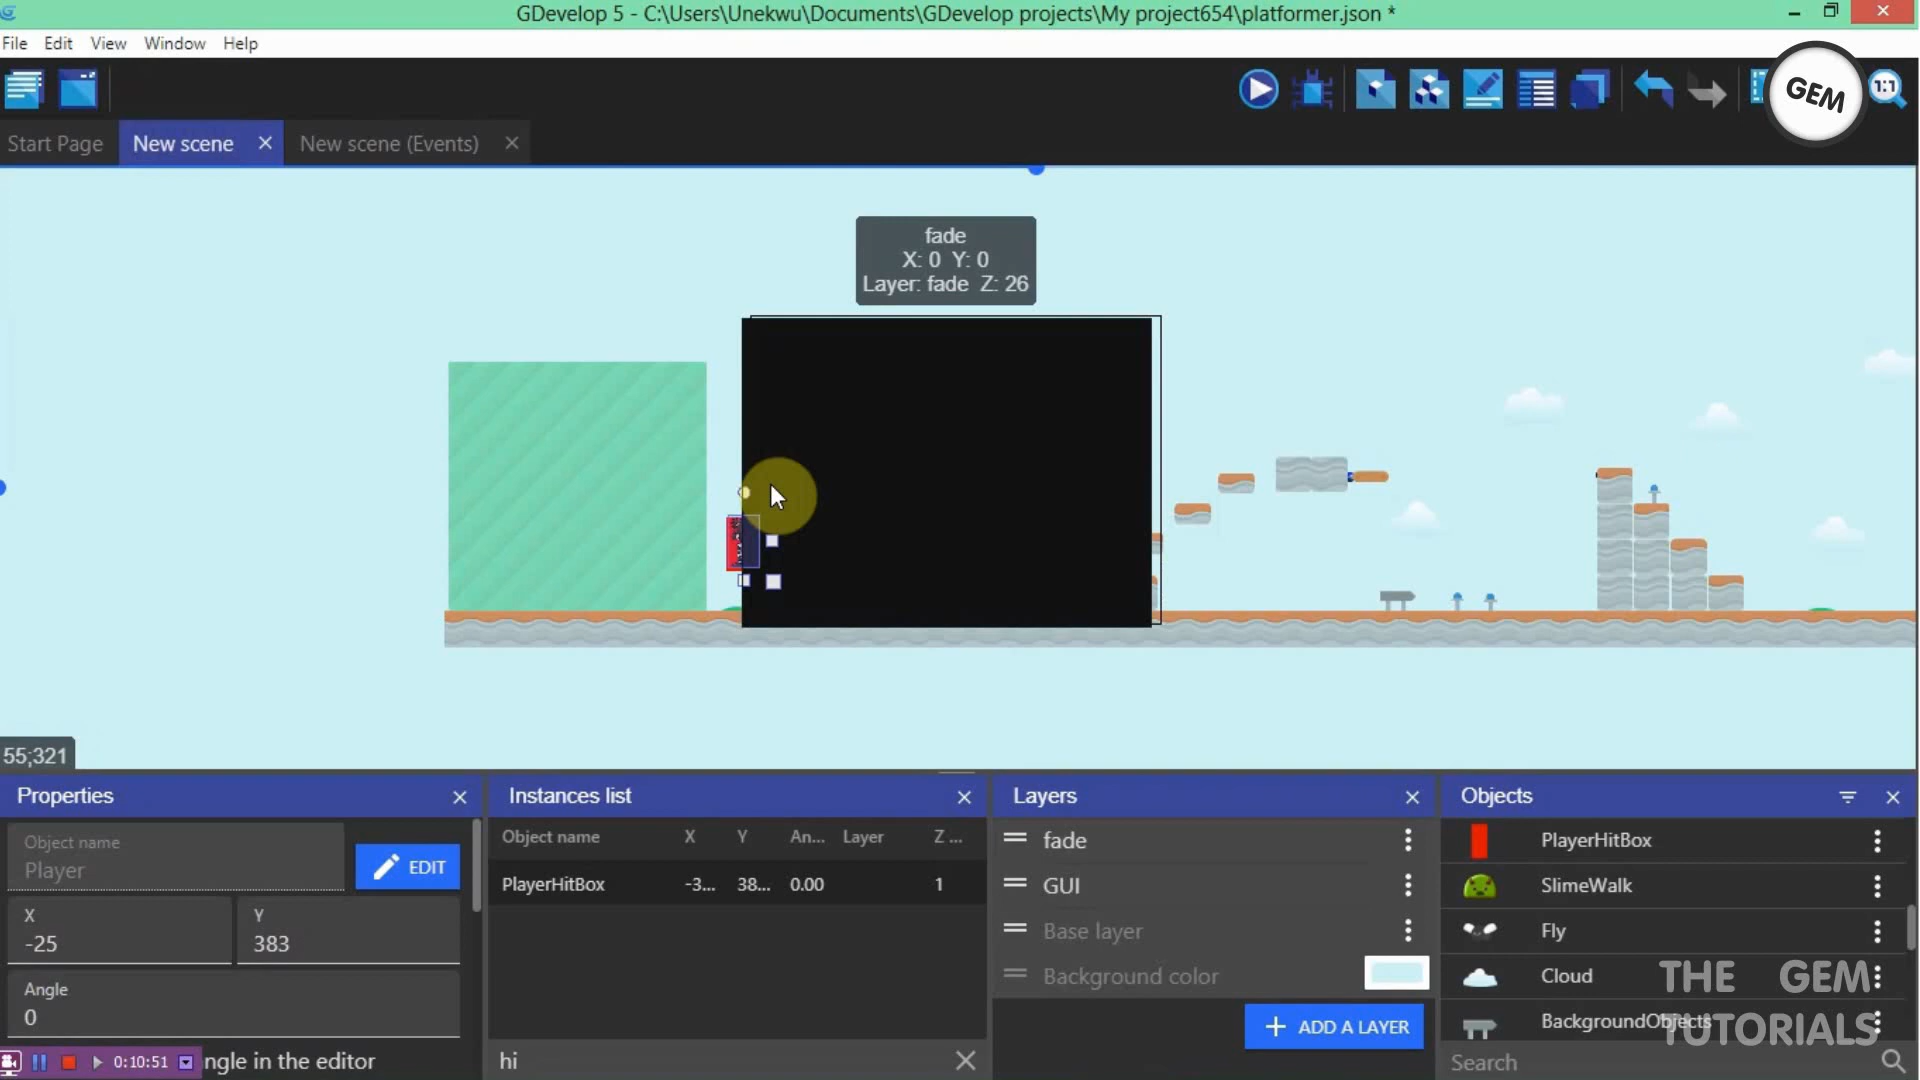 GDevelop 5 - C:\Users\Unekwu\Documents\GDevelop projects\My project654\platformer.json *
File Edit View Window Help
1:1
GEM
Start Page New scene New scene (Events)
fade
X: 0 Y: 0
Layer: fade Z: 26
55;321
Properties
Object name
Player
EDIT
X
-25
Y
383
Angle
0
0:10:51
ngle in the editor
Instances list
Object name X Y An... Layer Z ...
PlayerHitBox -3... 38... 0.00 1
hi
Layers
fade
GUI
Base layer
Background color
ADD A LAYER
Objects
PlayerHitBox
SlimeWalk
Fly
Cloud
BackgroundObjects
Search
THE GEM
TUTORIALS